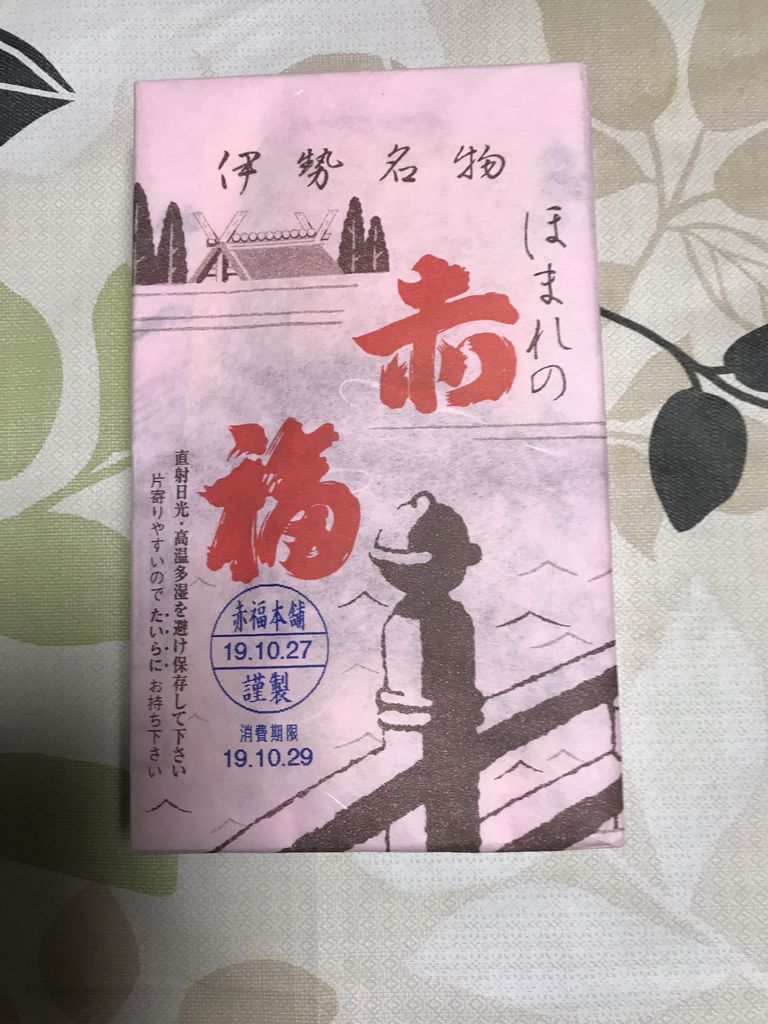 伊勢名物
ほまれの
赤
福
直射日光・高温多湿を避け保存して下さい
片寄りやすいのでたいらにお持ち下さい
赤福本舗
19.10.27
謹製
消費期限
19.10.29